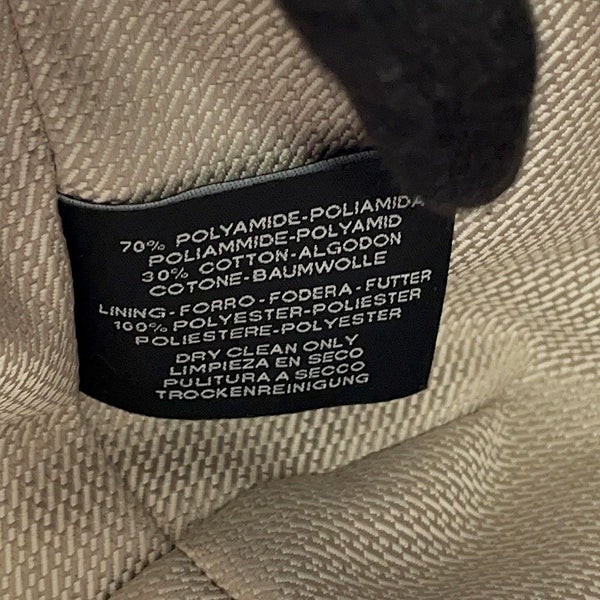 70% POLYAMIDE-POLIAMIDA
POLIAMMIDE-POLYAMID
30% COTTON-ALGODON
COTONE-BAUMWOLLE
LINING-FORRO-FODERA-FUTTER
100% POLYESTER-POLIESTER
POLIESTERE-POLYESTER
DRY CLEAN ONLY
LIMPIEZA EN SECO
PULITURA A SECCO
TROCKENREINIGUNG